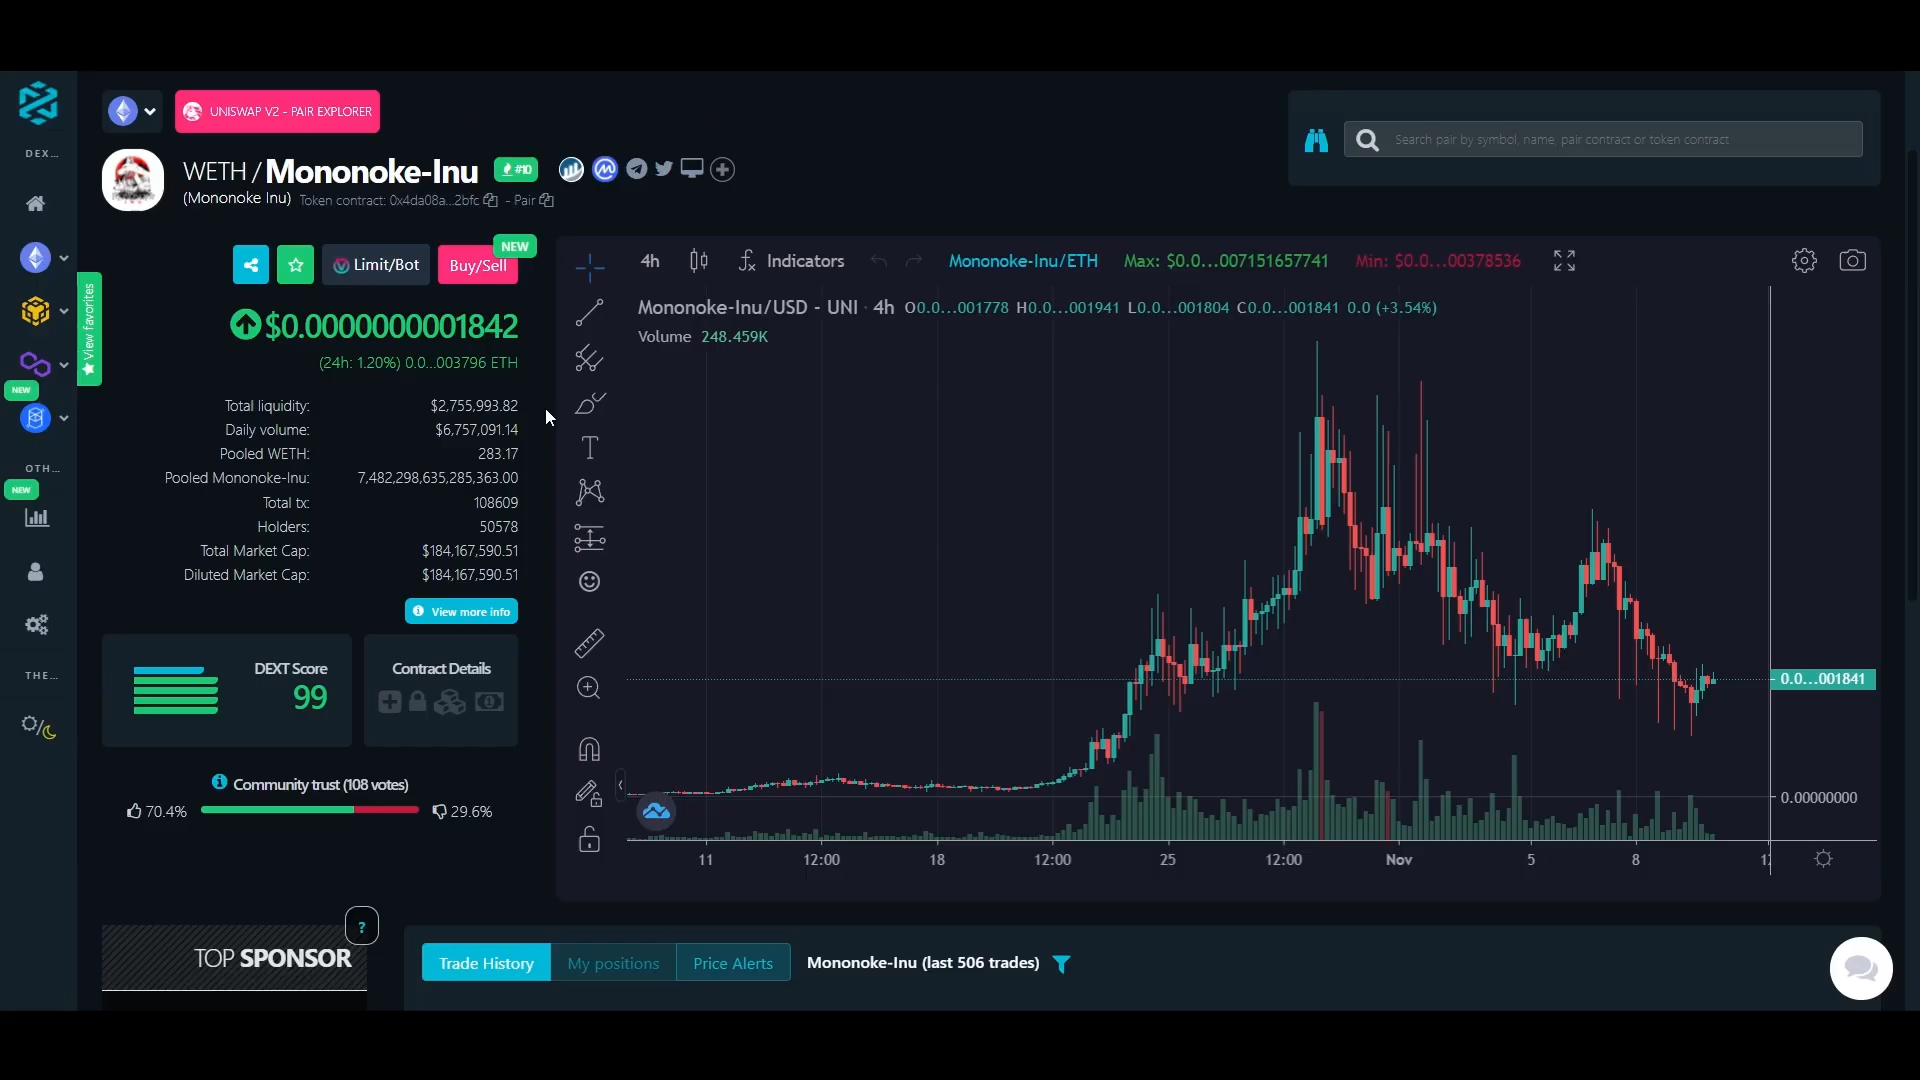 UNISWAP V2 - PAIR EXPLORER
Search pair by symbol, name, pair contract or token contract
DEX...
WETH / Mononoke-Inu #10
(Mononoke Inu) Token contract: 0x4da08a...2bfc - Pair
NEW
Limit/Bot Buy/Sell
View favorites
$0.0000000001842
(24h: 1.20%) 0.0...003796 ETH
Total liquidity: $2,755,993.82
Daily volume: $6,757,091.14
Pooled WETH: 283.17
Pooled Mononoke-Inu: 7,482,298,635,285,363.00
Total tx: 108609
Holders: 50578
Total Market Cap: $184,167,590.51
Diluted Market Cap: $184,167,590.51
View more info
NEW
OTH...
NEW
THE...
DEXT Score
99
Contract Details
Community trust (108 votes)
70.4% 29.6%
4h Indicators Mononoke-Inu/ETH Max: $0.0...007151657741 Min: $0.0...00378536
Mononoke-Inu/USD - UNI · 4h O0.0...001778 H0.0...001941 L0.0...001804 C0.0...001841 0.0 (+3.54%)
Volume 248.459K
0.0...001841
0.00000000
11 12:00 18 12:00 25 12:00 Nov 5 8
?
TOP SPONSOR
Trade History My positions Price Alerts Mononoke-Inu (last 506 trades)